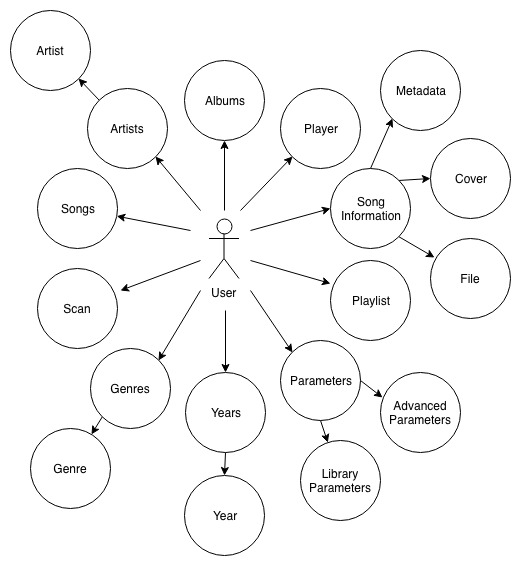 Artist
Metadata
Albums
Artists
Player
Cover
Songs
Song
Information
File
User
Playlist
Scan
Parameters
Genres
Years
Advanced
Parameters
Genre
Library
Parameters
Year